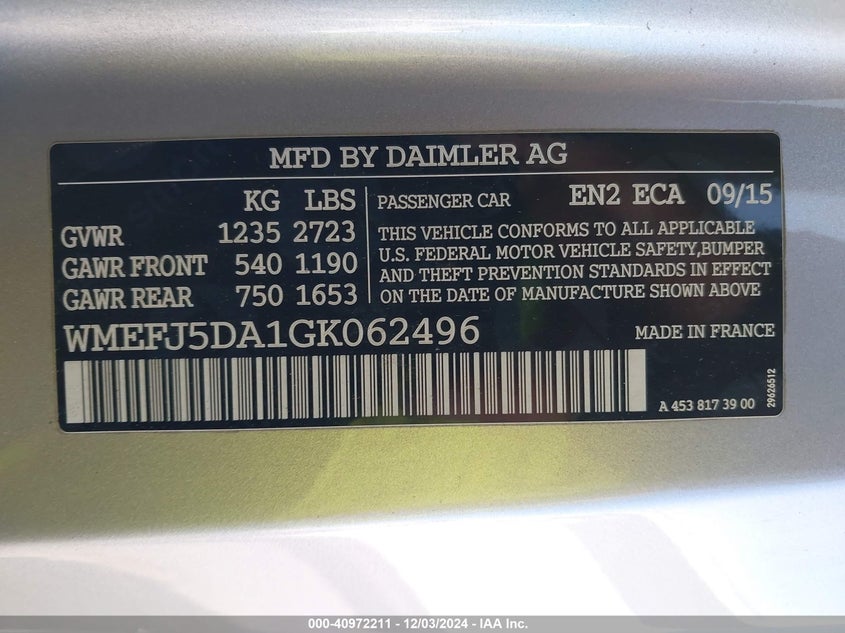 MFD BY DAIMLER AG
KG LBS
GVWR 1235 2723
GAWR FRONT 540 1190
GAWR REAR 750 1653
PASSENGER CAR EN2 ECA 09/15
THIS VEHICLE CONFORMS TO ALL APPLICABLE
U.S. FEDERAL MOTOR VEHICLE SAFETY,BUMPER
AND THEFT PREVENTION STANDARDS IN EFFECT
ON THE DATE OF MANUFACTURE SHOWN ABOVE
WMEFJ5DA1GK062496 MADE IN FRANCE
A 453 817 39 00
29626512
000-40972211 - 12/03/2024 - IAA Inc.